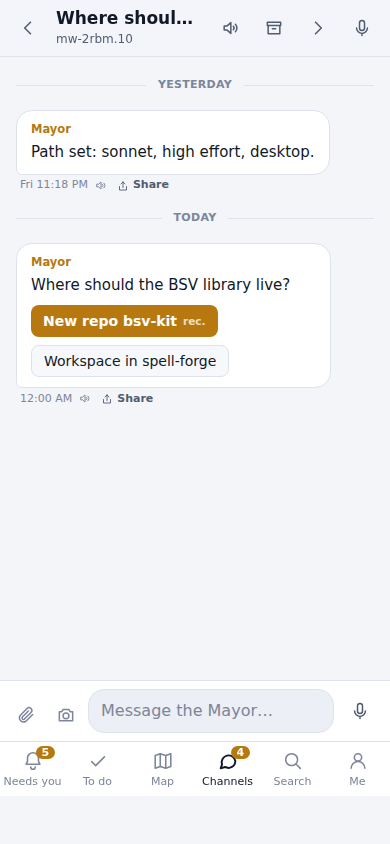 Where shoul…
mw-2rbm.10
YESTERDAY
Mayor
Path set: sonnet, high effort, desktop.
Fri 11:18 PM Share
TODAY
Mayor
Where should the BSV library live?
New repo bsv-kit rec.
Workspace in spell-forge
12:00 AM Share
Message the Mayor…
5 4
Needs you To do Map Channels Search Me